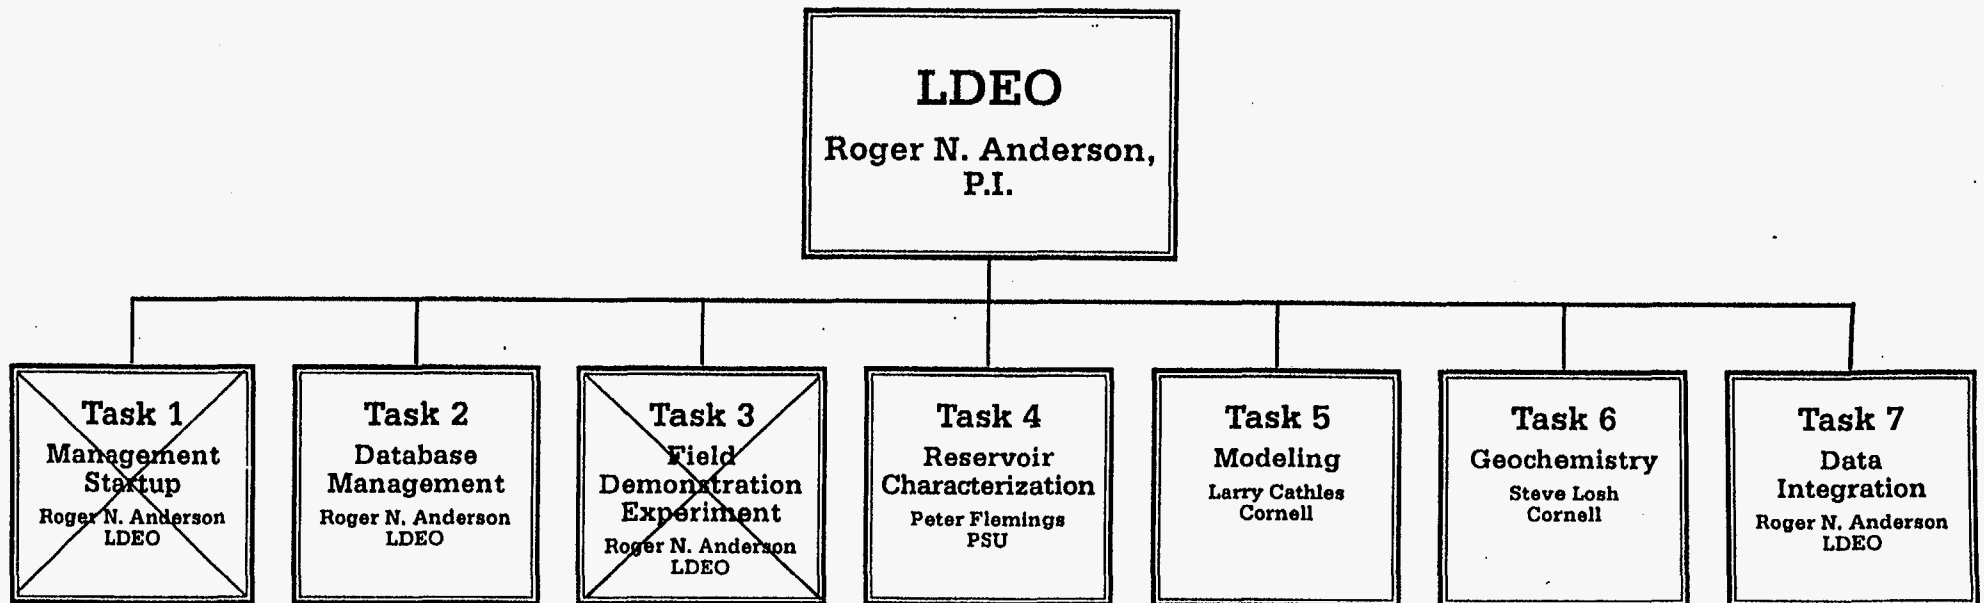 LDEO
Roger N. Anderson,
P.I.
Task 1
Management
Startup
Roger N. Anderson
LDEO
Task 2
Database
Management
Roger N. Anderson
LDEO
Task 3
Field
Demonstration
Experiment
Roger N. Anderson
LDEO
Task 4
Reservoir
Characterization
Peter Flemings
PSU
Task 5
Modeling
Larry Cathles
Cornell
Task 6
Geochemistry
Steve Losh
Cornell
Task 7
Data
Integration
Roger N. Anderson
LDEO